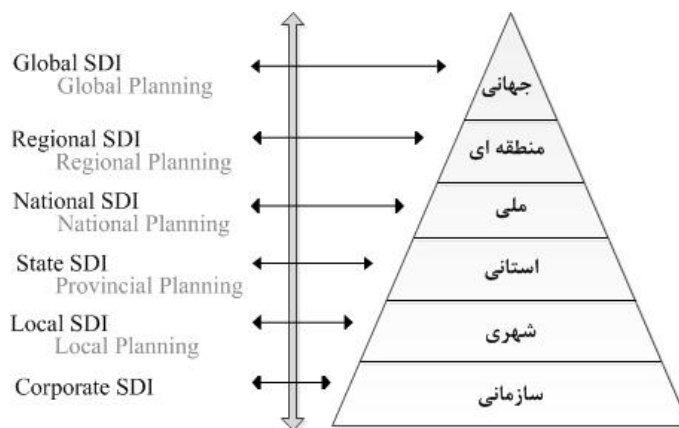 Global SDI
Global Planning
جهانی
Regional SDI
Regional Planning
منطقه ای
National SDI
National Planning
ملی
State SDI
Provincial Planning
استانی
Local SDI
Local Planning
شهری
Corporate SDI
سازمانی